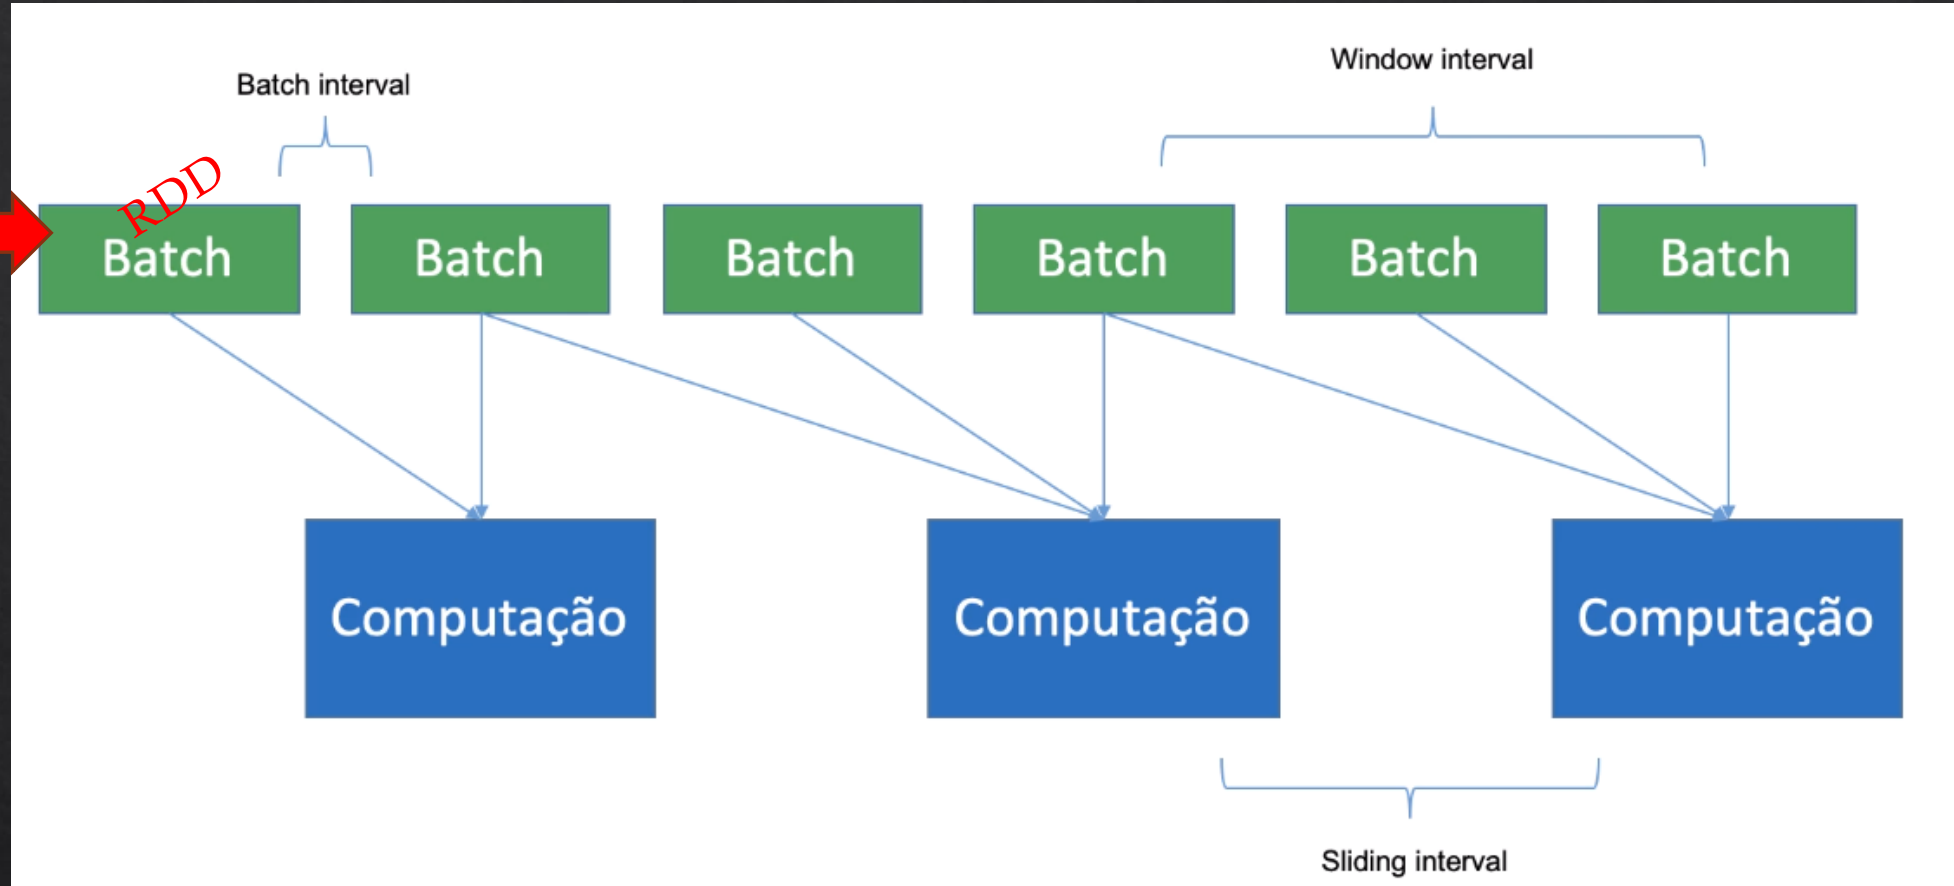 Window interval
Batch interval
RDD
Batch
Batch
Batch
Batch
Batch
Batch
Computação
Computação
Computação
Sliding interval